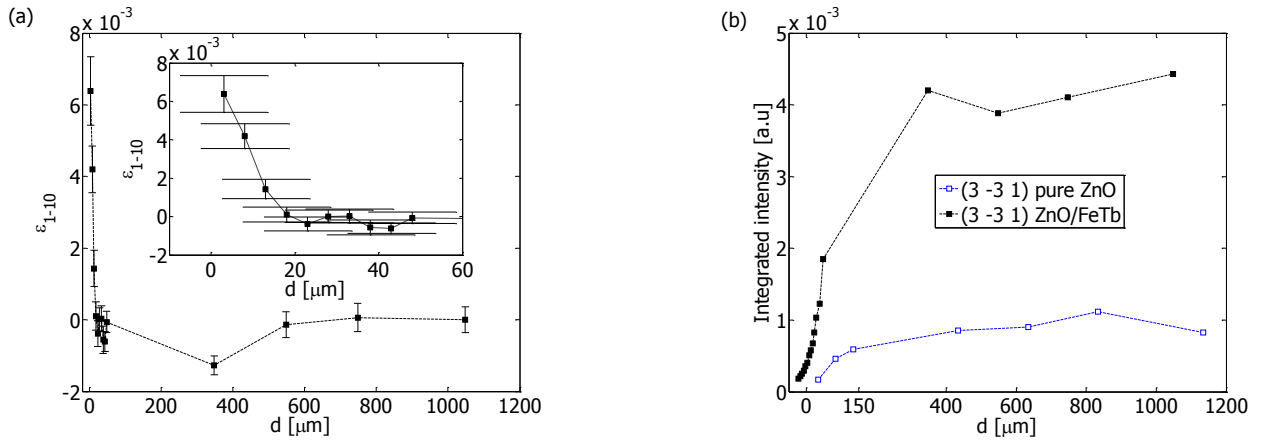 (a)
8 x 10⁻³
6
4
2
0
-2
ε₁₋₁₀
0 200 400 600 800 1000 1200
d [μm]
8 x 10⁻³
6
4
2
0
-2
ε₁₋₁₀
0 20 40 60
d [μm]
(b)
5 x 10⁻³
4
3
2
1
0
Integrated intensity [a.u]
(3 -3 1) pure ZnO
(3 -3 1) ZnO/FeTb
0 150 400 600 800 1000 1200
d [μm]